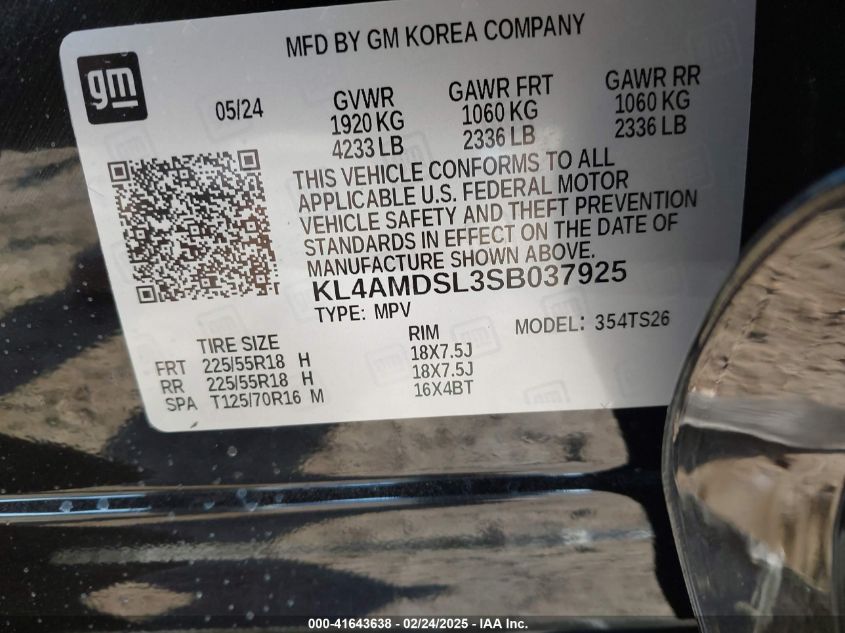 MFD BY GM KOREA COMPANY
gm
05/24
GVWR
1920 KG
4233 LB
GAWR FRT
1060 KG
2336 LB
GAWR RR
1060 KG
2336 LB
THIS VEHICLE CONFORMS TO ALL
APPLICABLE U.S. FEDERAL MOTOR
VEHICLE SAFETY AND THEFT PREVENTION
STANDARDS IN EFFECT ON THE DATE OF
MANUFACTURE SHOWN ABOVE.
KL4AMDSL3SB037925
TYPE: MPV
MODEL: 354TS26
TIRE SIZE RIM
FRT 225/55R18 H 18X7.5J
RR 225/55R18 H 18X7.5J
SPA T125/70R16 M 16X4BT
000-41643638 - 02/24/2025 - IAA Inc.